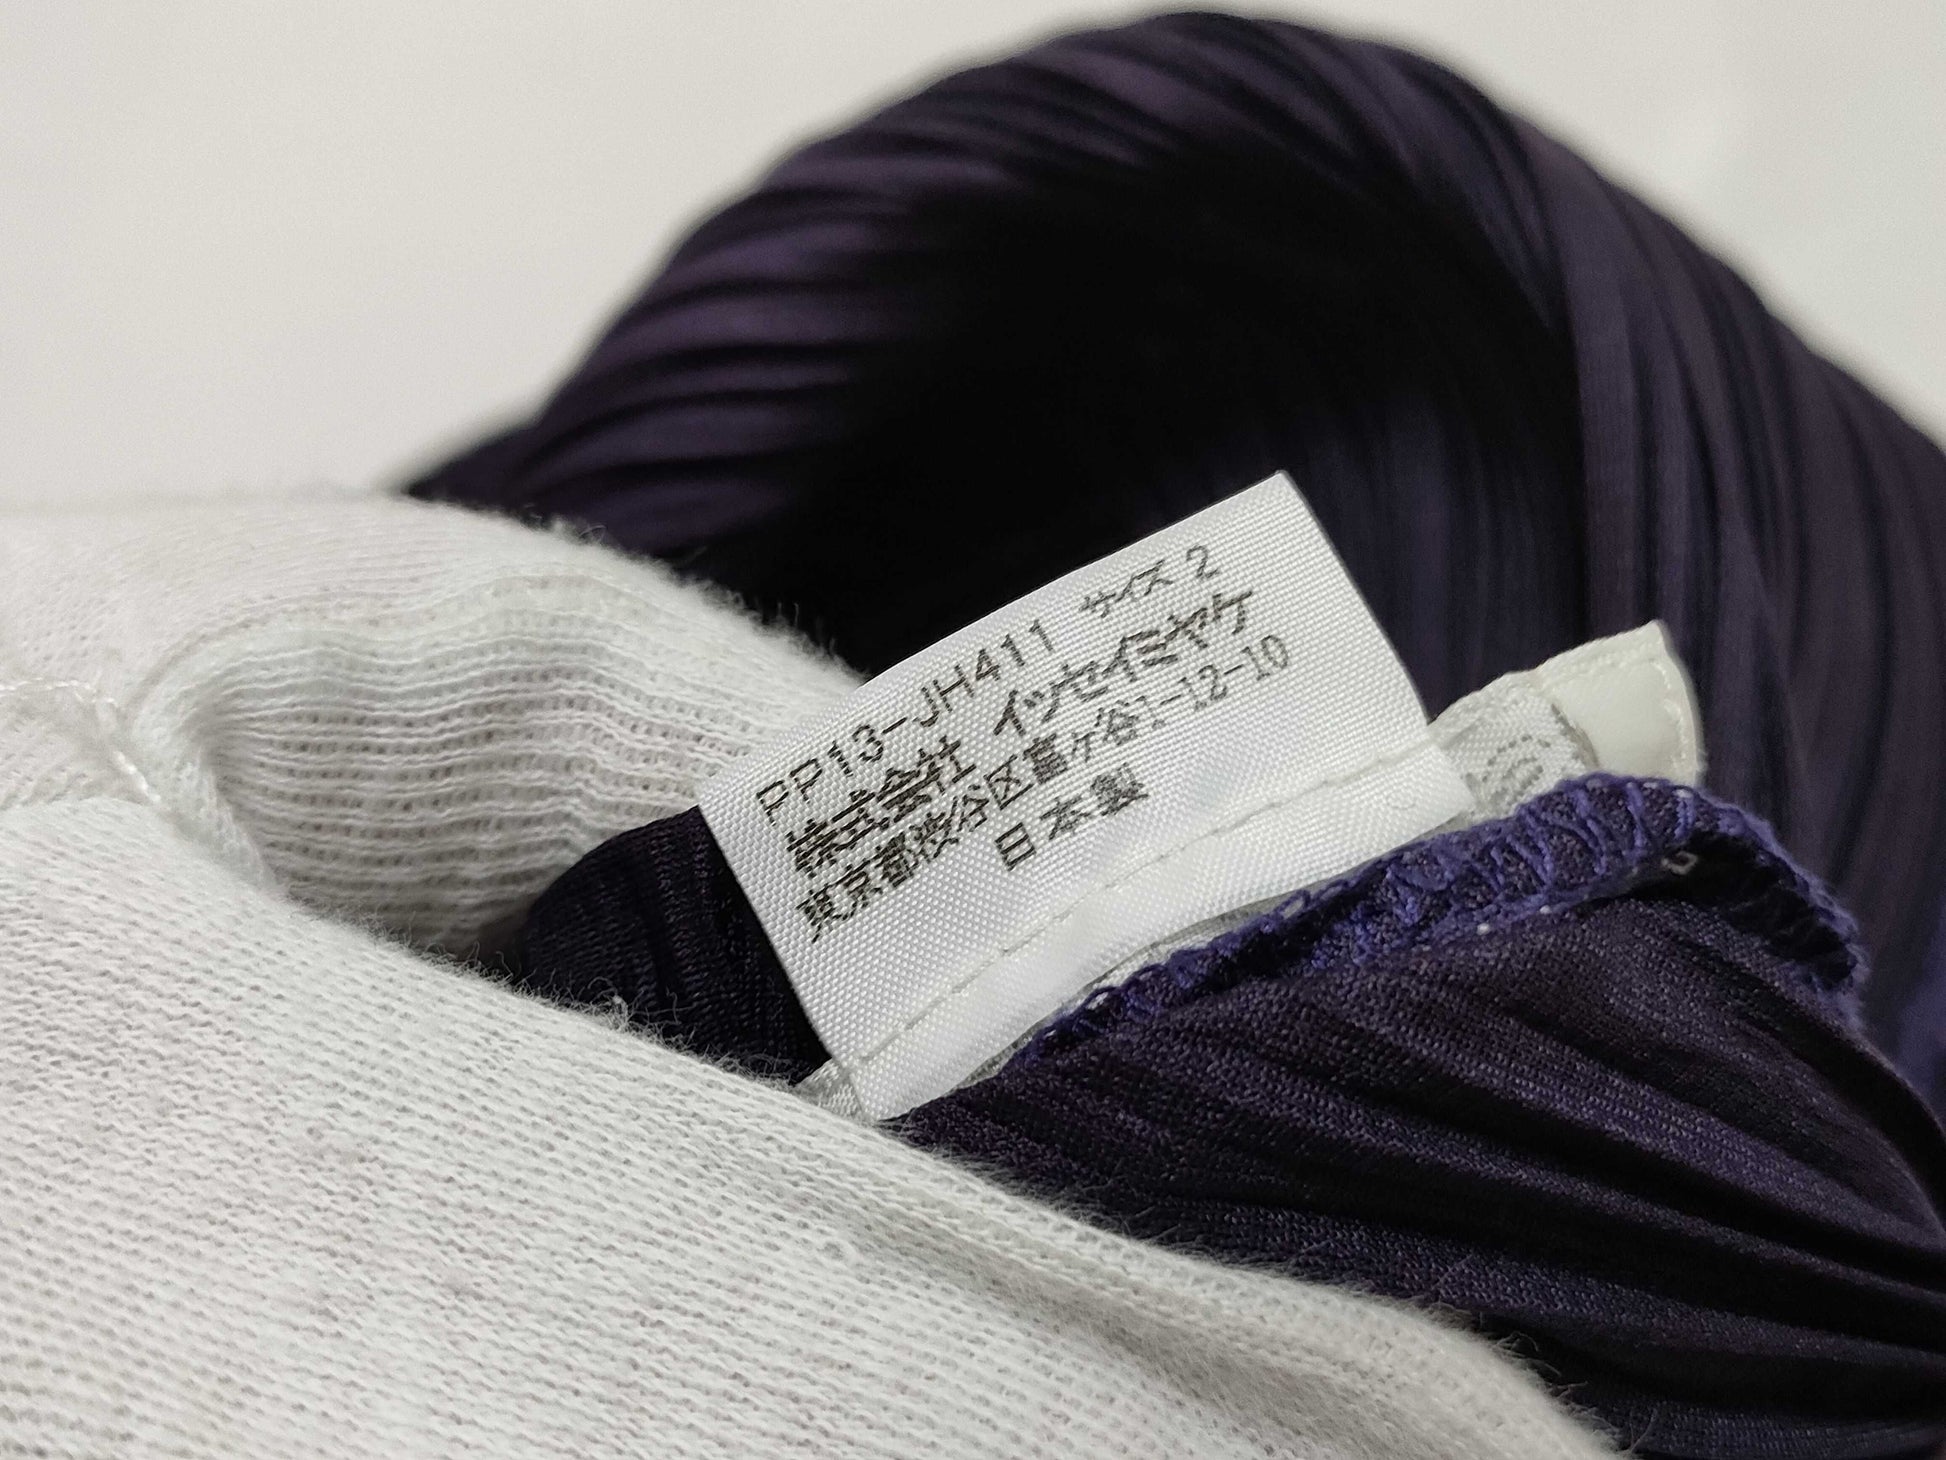 PP13-JH411 サイズ 2
株式会社 イッセイミヤケ
東京都渋谷区富ケ谷1-12-10
日本製